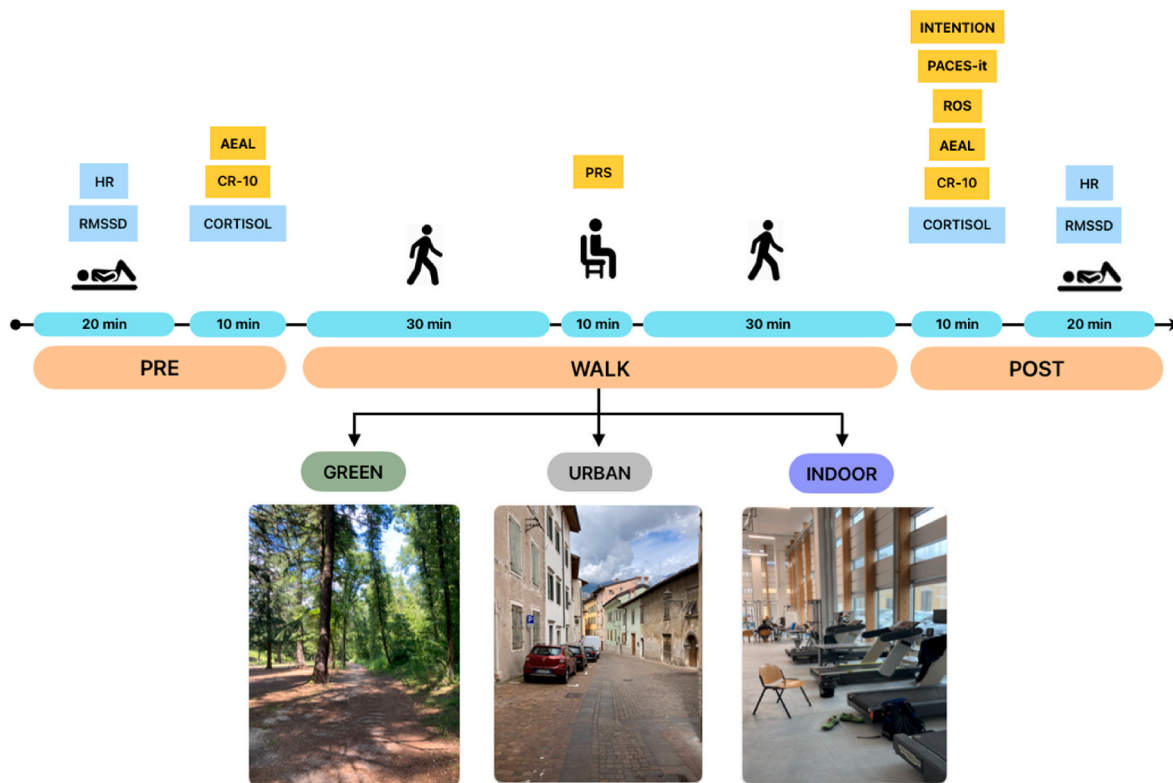 INTENTION
PACES-it
ROS
AEAL
AEAL
CR-10
PRS
CR-10
HR
HR
RMSSD
CORTISOL
CORTISOL
RMSSD
20 min
10 min
30 min
10 min
30 min
10 min
20 min
PRE
WALK
POST
GREEN
URBAN
INDOOR
P